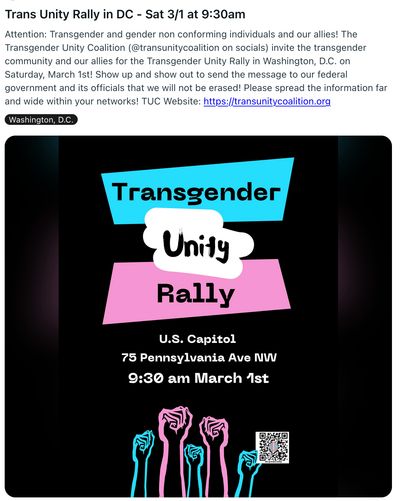 Trans Unity Rally in DC - Sat 3/1 at 9:30am
Attention: Transgender and gender non conforming individuals and our allies! The
Transgender Unity Coalition (@transunitycoalition on socials) invite the transgender
community and our allies for the Transgender Unity Rally in Washington, D.C. on
Saturday, March 1st! Show up and show out to send the message to our federal
government and its officials that we will not be erased! Please spread the information far
and wide within your networks! TUC Website: https://transunitycoalition.org
Washington, D.C.
Transgender
Unity
Rally
U.S. Capitol
75 Pennsylvania Ave NW
9:30 am March 1st